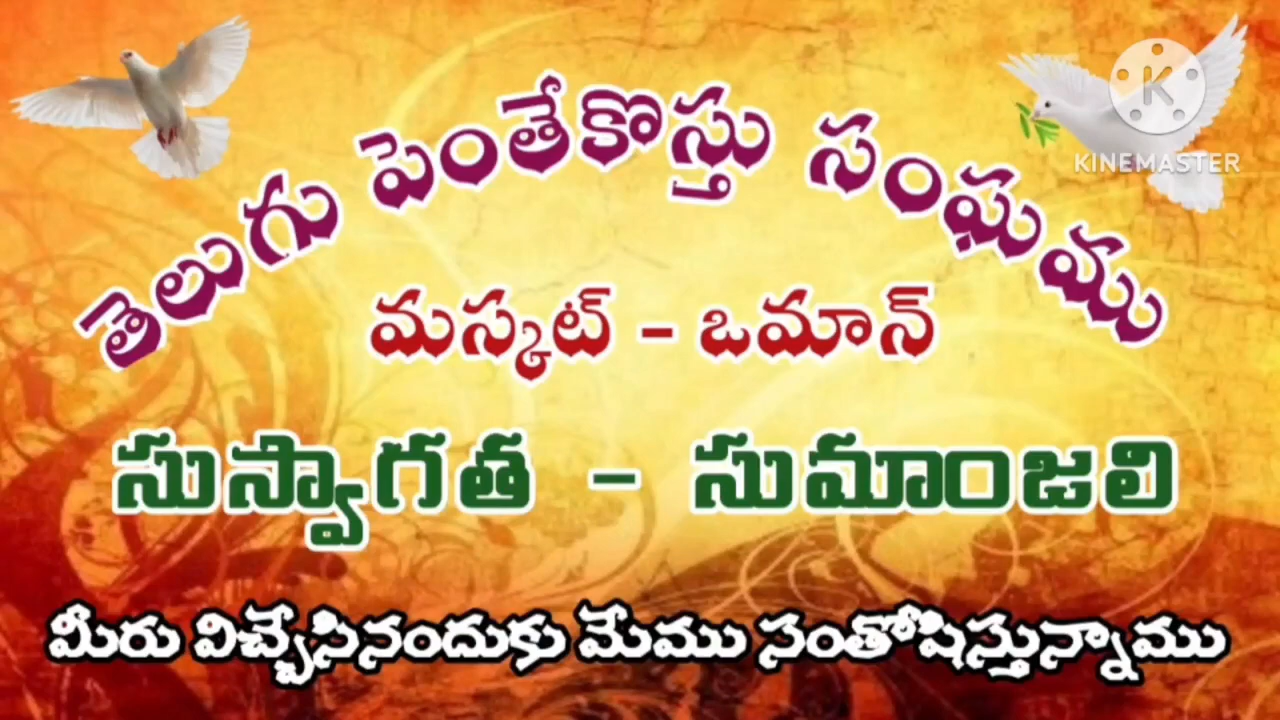 తెలుగు పెంతేకొస్తు సంఘము
KINEMASTER
మస్కట్ - ఒమాన్
సుస్వాగత - సుమాంజలి
మీరు విచ్చేసినందుకు మేము సంతోషిస్తున్నాము